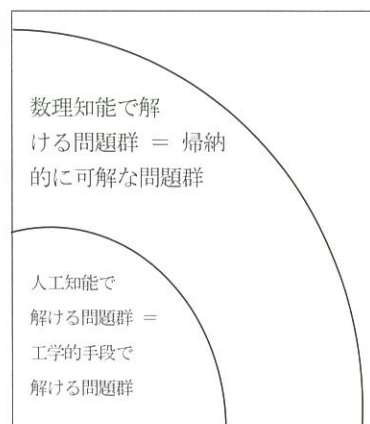 数理知能で解
ける問題群 ＝ 帰納
的に可解な問題群
人工知能で
解ける問題群 ＝
工学的手段で
解ける問題群